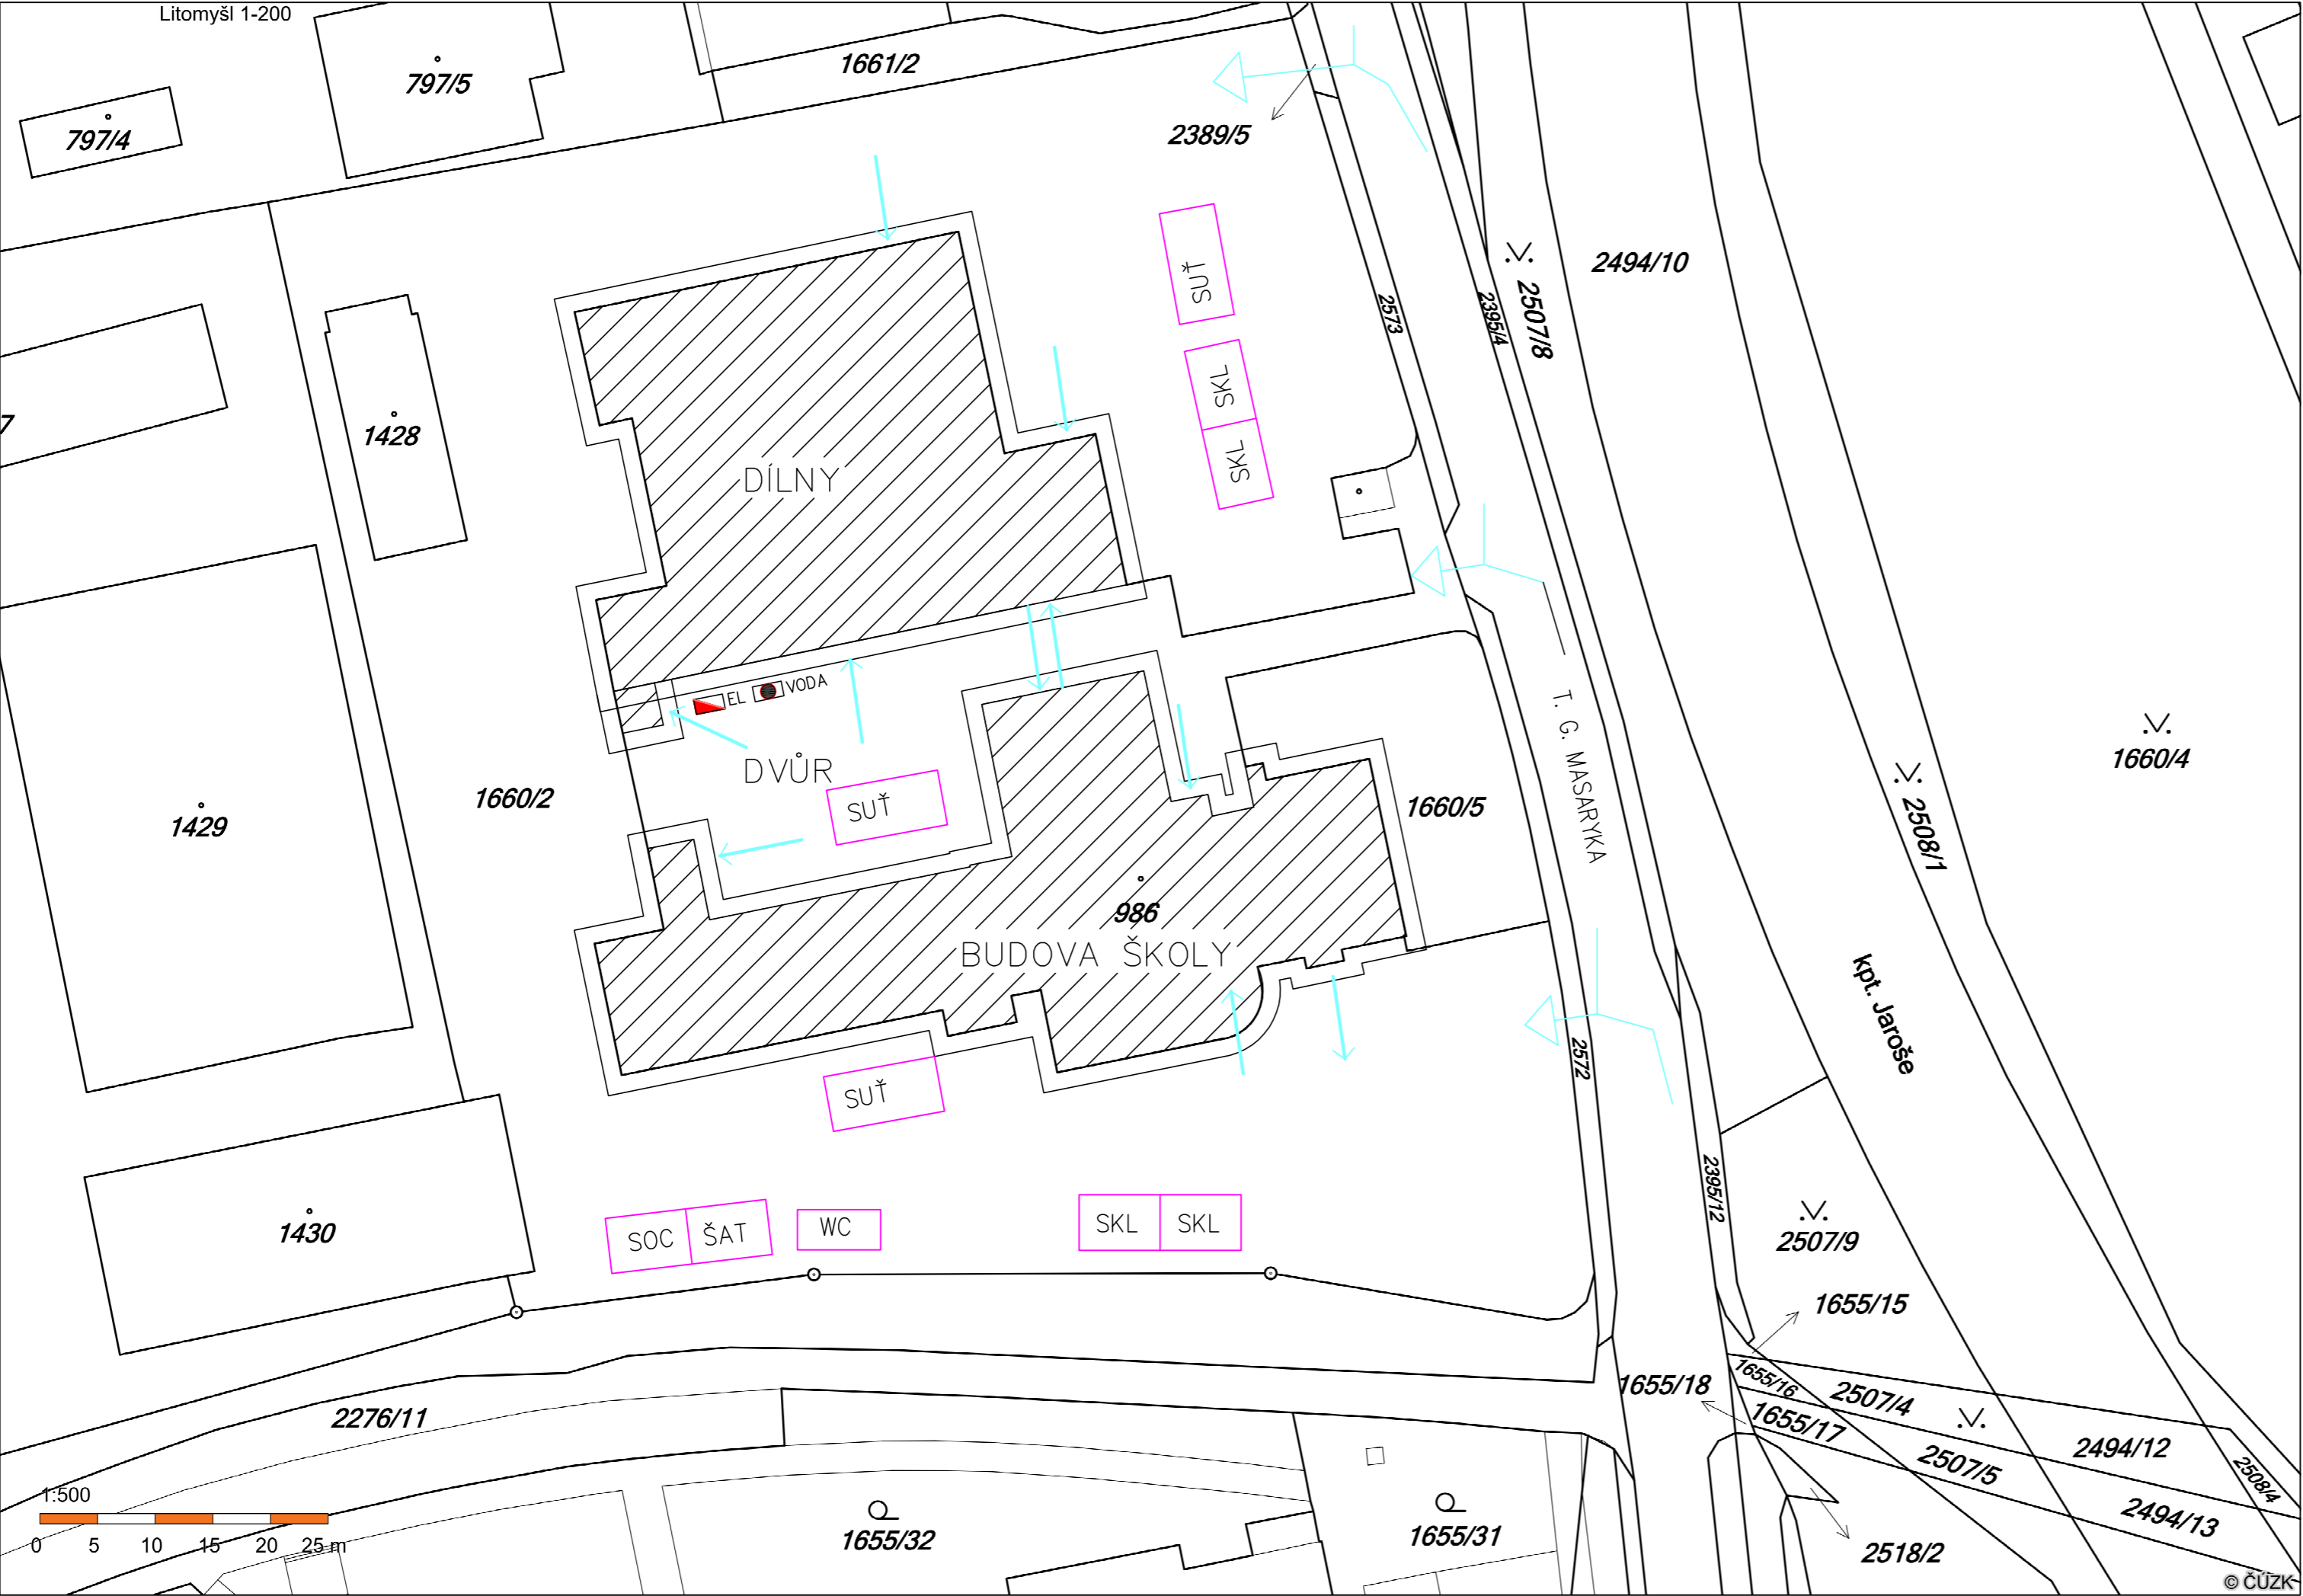 Litomyšl 1-200
797/5
1661/2
797/4
2389/5
2494/10
SUŤ
2573
2395/4
2507/8
SKL
SKL
7
1428
DÍLNY
EL
VODA
T. G. MASARYKA
DVŮR
1660/2
SUŤ
1660/5
1660/4
1429
2508/1
986
BUDOVA ŠKOLY
kpt. Jaroše
2572
SUŤ
2395/12
SOC
ŠAT
WC
SKL
SKL
1430
2507/9
1655/15
1655/18
1655/16
2507/4
2276/11
1655/17
2494/12
2507/5
2508/4
1:500
0 5 10 15 20 25 m
1655/32
1655/31
2494/13
2518/2
© ČÚZK